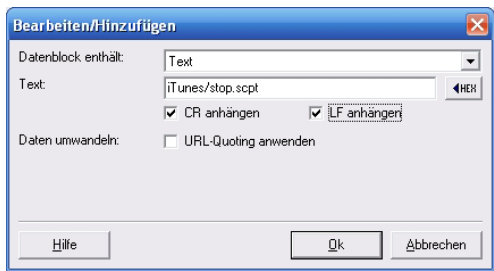 Bearbeiten/Hinzufügen
Datenblock enthält: Text
Text: iTunes/stop.scpt HEX
CR anhängen LF anhängen
Daten umwandeln: URL-Quoting anwenden
Hilfe Ok Abbrechen